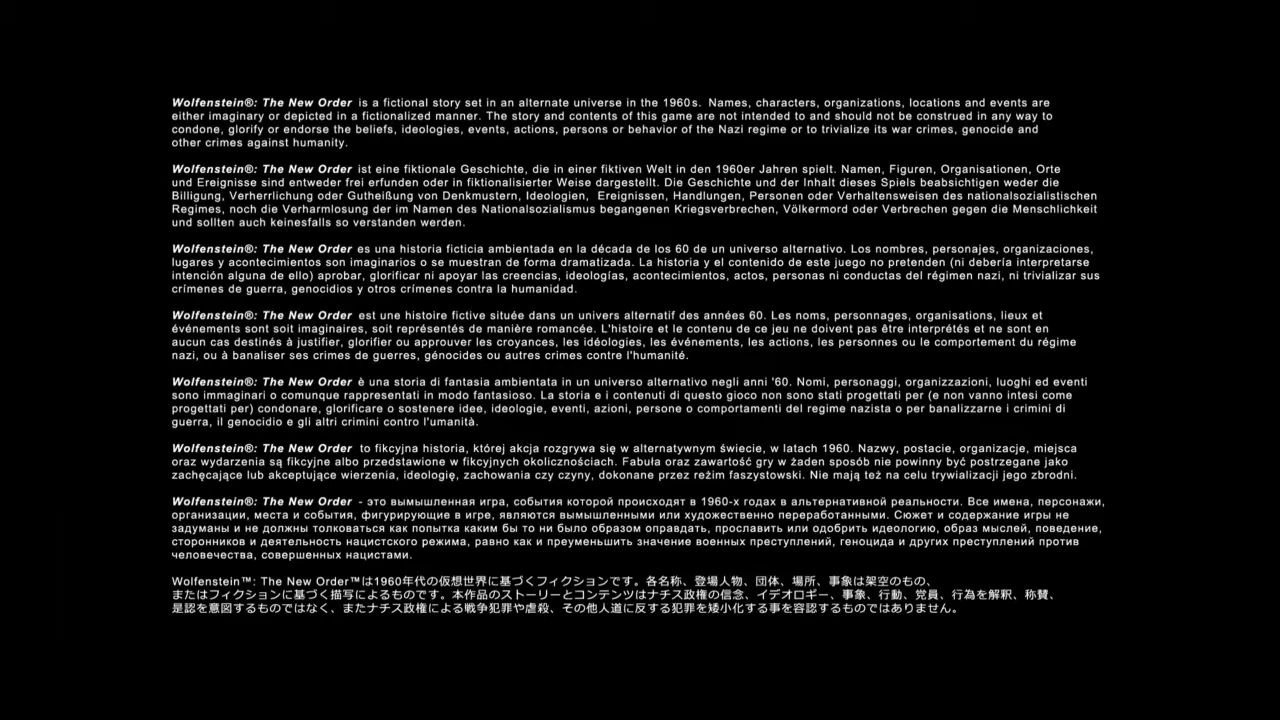 Wolfenstein®: The New Order is a fictional story set in an alternate universe in the 1960s. Names, characters, organizations, locations and events are
either imaginary or depicted in a fictionalized manner. The story and contents of this game are not intended to and should not be construed in any way to
condone, glorify or endorse the beliefs, ideologies, events, actions, persons or behavior of the Nazi regime or to trivialize its war crimes, genocide and
other crimes against humanity.
Wolfenstein®: The New Order ist eine fiktionale Geschichte, die in einer fiktiven Welt in den 1960er Jahren spielt. Namen, Figuren, Organisationen, Orte
und Ereignisse sind entweder frei erfunden oder in fiktionalisierter Weise dargestellt. Die Geschichte und der Inhalt dieses Spiels beabsichtigen weder die
Billigung, Verherrlichung oder Gutheißung von Denkmustern, Ideologien, Ereignissen, Handlungen, Personen oder Verhaltensweisen des nationalsozialistischen
Regimes, noch die Verharmlosung der im Namen des Nationalsozialismus begangenen Kriegsverbrechen, Völkermord oder Verbrechen gegen die Menschlichkeit
und sollten auch keinesfalls so verstanden werden.
Wolfenstein®: The New Order es una historia ficticia ambientada en la década de los 60 de un universo alternativo. Los nombres, personajes, organizaciones,
lugares y acontecimientos son imaginarios o se muestran de forma dramatizada. La historia y el contenido de este juego no pretenden (ni debería interpretarse
intención alguna de ello) aprobar, glorificar ni apoyar las creencias, ideologías, acontecimientos, actos, personas ni conductas del régimen nazi, ni trivializar sus
crímenes de guerra, genocidios y otros crímenes contra la humanidad.
Wolfenstein®: The New Order est une histoire fictive située dans un univers alternatif des années 60. Les noms, personnages, organisations, lieux et
événements sont soit imaginaires, soit représentés de manière romancée. L'histoire et le contenu de ce jeu ne doivent pas être interprétés et ne sont en
aucun cas destinés à justifier, glorifier ou approuver les croyances, les idéologies, les événements, les actions, les personnes ou le comportement du régime
nazi, ou à banaliser ses crimes de guerres, génocides ou autres crimes contre l'humanité.
Wolfenstein®: The New Order è una storia di fantasia ambientata in un universo alternativo negli anni '60. Nomi, personaggi, organizzazioni, luoghi ed eventi
sono immaginari o comunque rappresentati in modo fantasioso. La storia e i contenuti di questo gioco non sono stati progettati per (e non vanno intesi come
progettati per) condonare, glorificare o sostenere idee, ideologie, eventi, azioni, persone o comportamenti del regime nazista o per banalizzarne i crimini di
guerra, il genocidio e gli altri crimini contro l'umanità.
Wolfenstein®: The New Order to fikcyjna historia, której akcja rozgrywa się w alternatywnym świecie, w latach 1960. Nazwy, postacie, organizacje, miejsca
oraz wydarzenia są fikcyjne albo przedstawione w fikcyjnych okolicznościach. Fabuła oraz zawartość gry w żaden sposób nie powinny być postrzegane jako
zachęcające lub akceptujące wierzenia, ideologię, zachowania czy czyny, dokonane przez reżim faszystowski. Nie mają też na celu trywializacji jego zbrodni.
Wolfenstein®: The New Order - это вымышленная игра, события которой происходят в 1960-х годах в альтернативной реальности. Все имена, персонажи,
организации, места и события, фигурирующие в игре, являются вымышленными или художественно переработанными. Сюжет и содержание игры не
задуманы и не должны толковаться как попытка каким бы то ни было образом оправдать, прославить или одобрить идеологию, образ мыслей, поведение,
сторонников и деятельность нацистского режима, равно как и преуменьшить значение военных преступлений, геноцида и других преступлений против
человечества, совершенных нацистами.
Wolfenstein™: The New Order™は1960年代の仮想世界に基づくフィクションです。各名称、登場人物、団体、場所、事象は架空のもの、
またはフィクションに基づく描写によるものです。本作品のストーリーとコンテンツはナチス政権の信念、イデオロギー、事象、行動、党員、行為を解釈、称賛、
是認を意図するものではなく、またナチス政権による戦争犯罪や虐殺、その他人道に反する犯罪を矮小化する事を容認するものではありません。